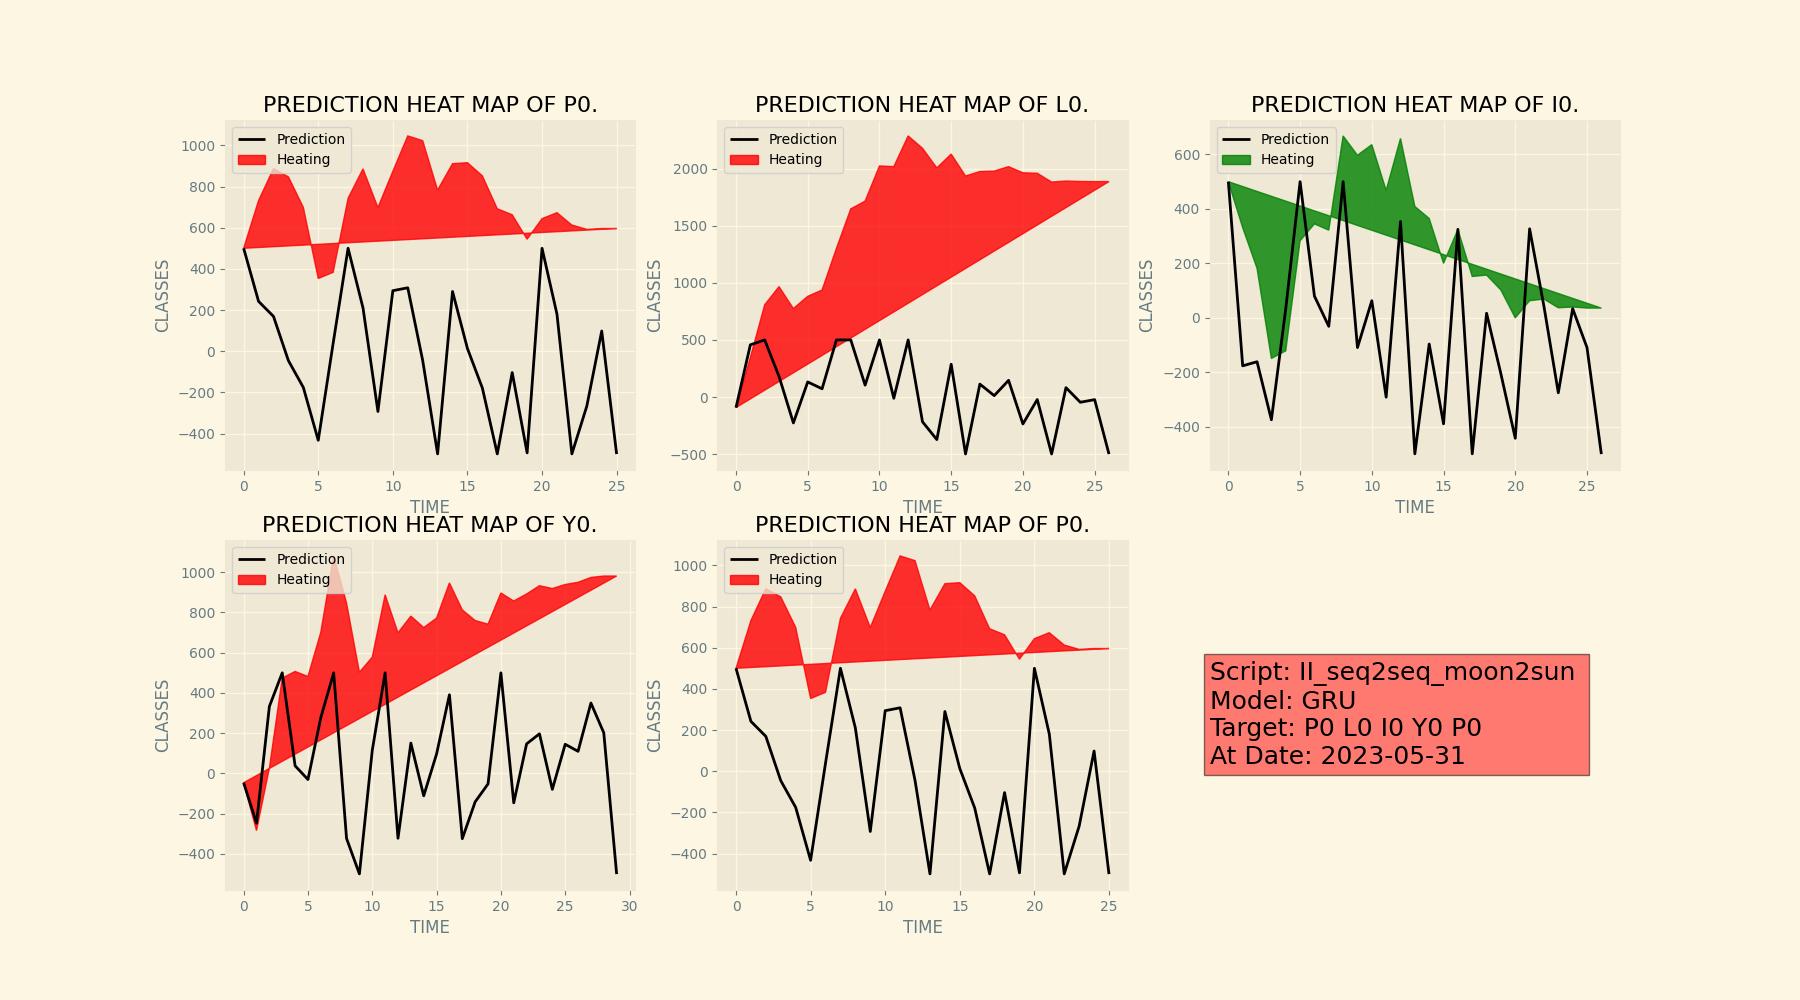 PREDICTION HEAT MAP OF P0.
Prediction
Heating
CLASSES
1000
800
600
400
200
0
−200
−400
0 5 10 15 20 25
TIME
PREDICTION HEAT MAP OF L0.
Prediction
Heating
CLASSES
2000
1500
1000
500
0
−500
0 5 10 15 20 25
TIME
PREDICTION HEAT MAP OF I0.
Prediction
Heating
CLASSES
600
400
200
0
−200
−400
0 5 10 15 20 25
TIME
PREDICTION HEAT MAP OF Y0.
Prediction
Heating
CLASSES
1000
800
600
400
200
0
−200
−400
0 5 10 15 20 25 30
TIME
PREDICTION HEAT MAP OF P0.
Prediction
Heating
CLASSES
1000
800
600
400
200
0
−200
−400
0 5 10 15 20 25
TIME
Script: II_seq2seq_moon2sun
Model: GRU
Target: P0 L0 I0 Y0 P0
At Date: 2023-05-31